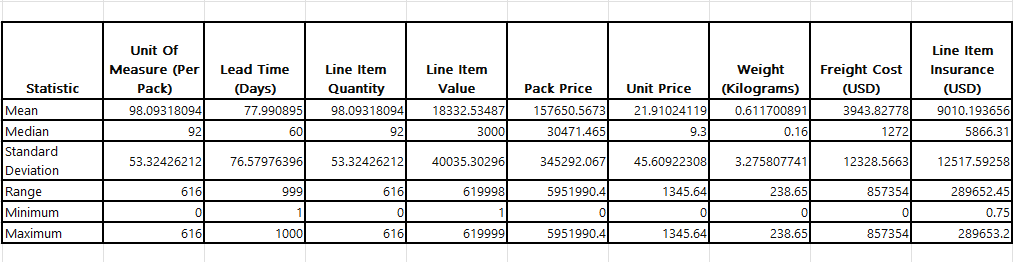 Statistic | Unit Of Measure (Per Pack) | Lead Time (Days) | Line Item Quantity | Line Item Value | Pack Price | Unit Price | Weight (Kilograms) | Freight Cost (USD) | Line Item Insurance (USD)
Mean | 98.09318094 | 77.990895 | 98.09318094 | 18332.53487 | 157650.5673 | 21.91024119 | 0.611700891 | 3943.82778 | 9010.193656
Median | 92 | 60 | 92 | 3000 | 30471.465 | 9.3 | 0.16 | 1272 | 5866.31
Standard Deviation | 53.32426212 | 76.57976396 | 53.32426212 | 40035.30296 | 345292.067 | 45.60922308 | 3.275807741 | 12328.5663 | 12517.59258
Range | 616 | 999 | 616 | 619998 | 5951990.4 | 1345.64 | 238.65 | 857354 | 289652.45
Minimum | 0 | 1 | 0 | 1 | 0 | 0 | 0 | 0 | 0.75
Maximum | 616 | 1000 | 616 | 619999 | 5951990.4 | 1345.64 | 238.65 | 857354 | 289653.2